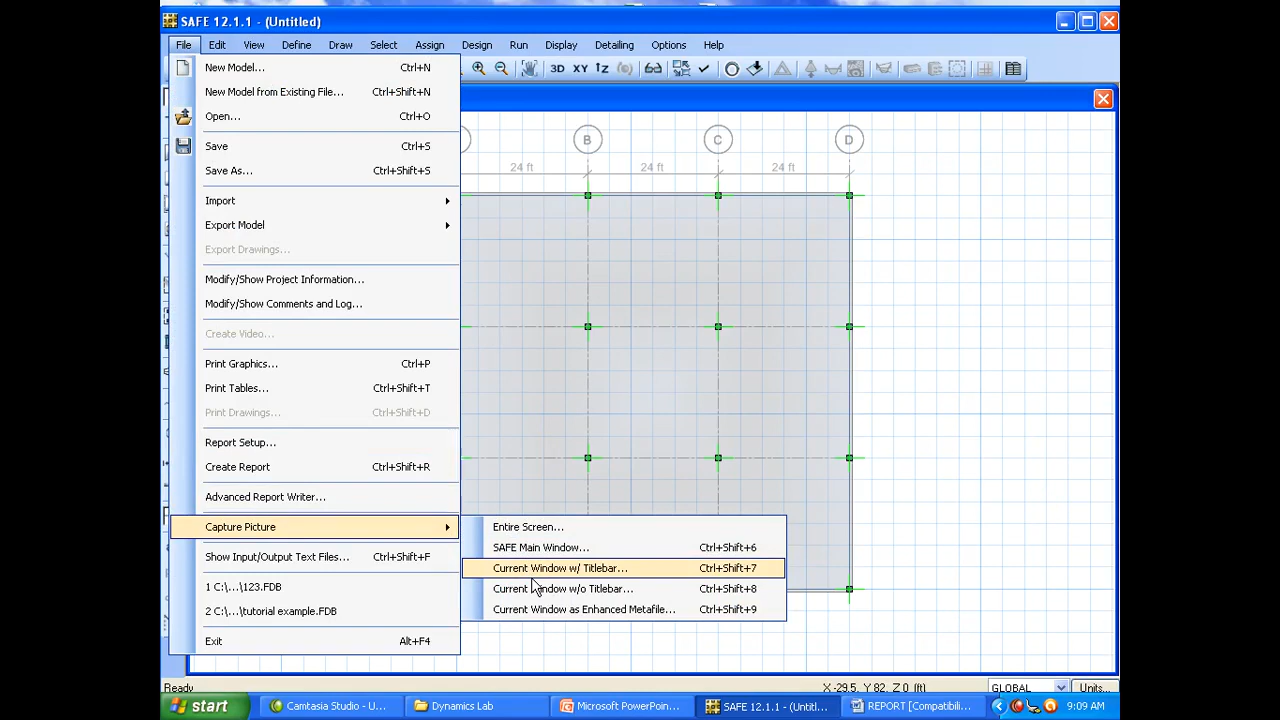 SAFE 12.1.1 - (Untitled)
File Edit View Define Draw Select Assign Design Run Display Detailing Options Help
3D XY
New Model... Ctrl+N
New Model from Existing File... Ctrl+Shift+N
Open... Ctrl+O
Save Ctrl+S
Save As... Ctrl+Shift+S
Import
Export Model
Export Drawings...
Modify/Show Project Information...
Modify/Show Comments and Log...
Create Video...
Print Graphics... Ctrl+P
Print Tables... Ctrl+Shift+T
Print Drawings... Ctrl+Shift+D
Report Setup...
Create Report Ctrl+Shift+R
Advanced Report Writer...
Capture Picture
Show Input/Output Text Files... Ctrl+Shift+F
1 C:\...\123.FDB
2 C:\...\tutorial example.FDB
Exit Alt+F4
Entire Screen...
SAFE Main Window... Ctrl+Shift+6
Current Window w/ Titlebar... Ctrl+Shift+7
Current Window w/o Titlebar... Ctrl+Shift+8
Current Window as Enhanced Metafile... Ctrl+Shift+9
B C D
24 ft 24 ft 24 ft
Ready X -29.5, Y 82, Z 0 (ft) GLOBAL Units...
start Camtasia Studio - U... Dynamics Lab Microsoft PowerPoin... SAFE 12.1.1 - (Untitl... REPORT [Compatibili... 9:09 AM